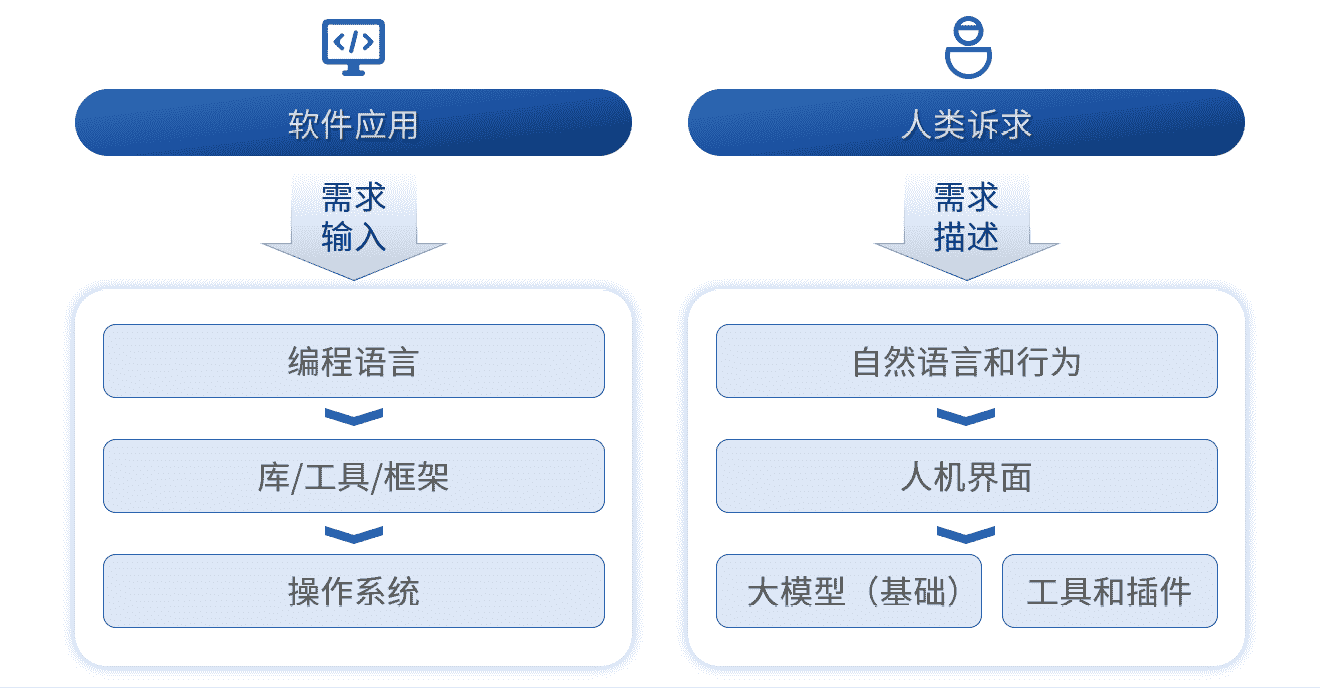 软件应用
需求
输入
编程语言
库/工具/框架
操作系统
人类诉求
需求
描述
自然语言和行为
人机界面
大模型（基础）
工具和插件